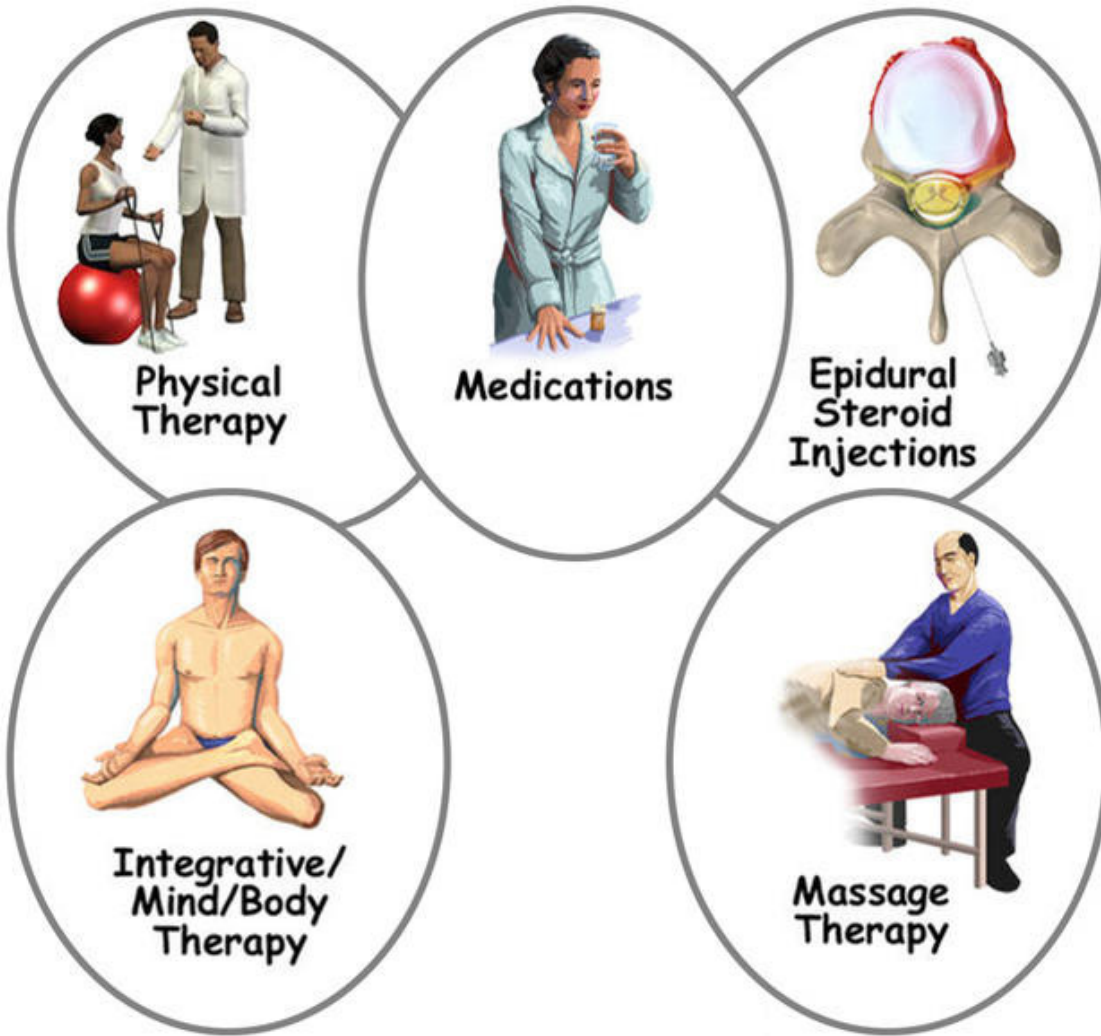 Physical
Therapy
Medications
Epidural
Steroid
Injections
Integrative/
Mind/Body
Therapy
Massage
Therapy